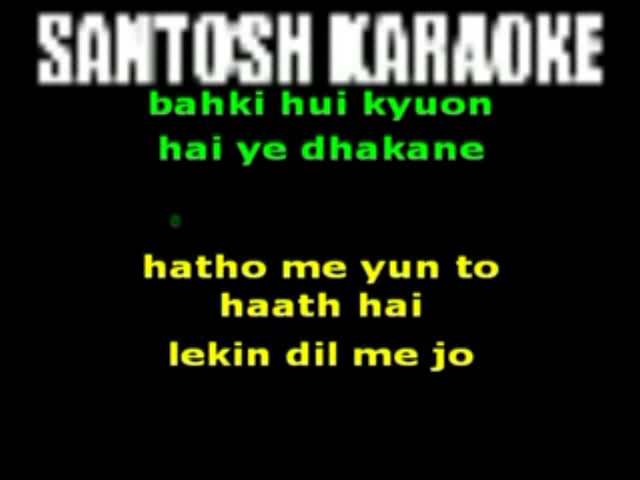 SANTOSH KARAOKE
bahki hui kyuon
hai ye dhakane
hatho me yun to
haath hai
lekin dil me jo